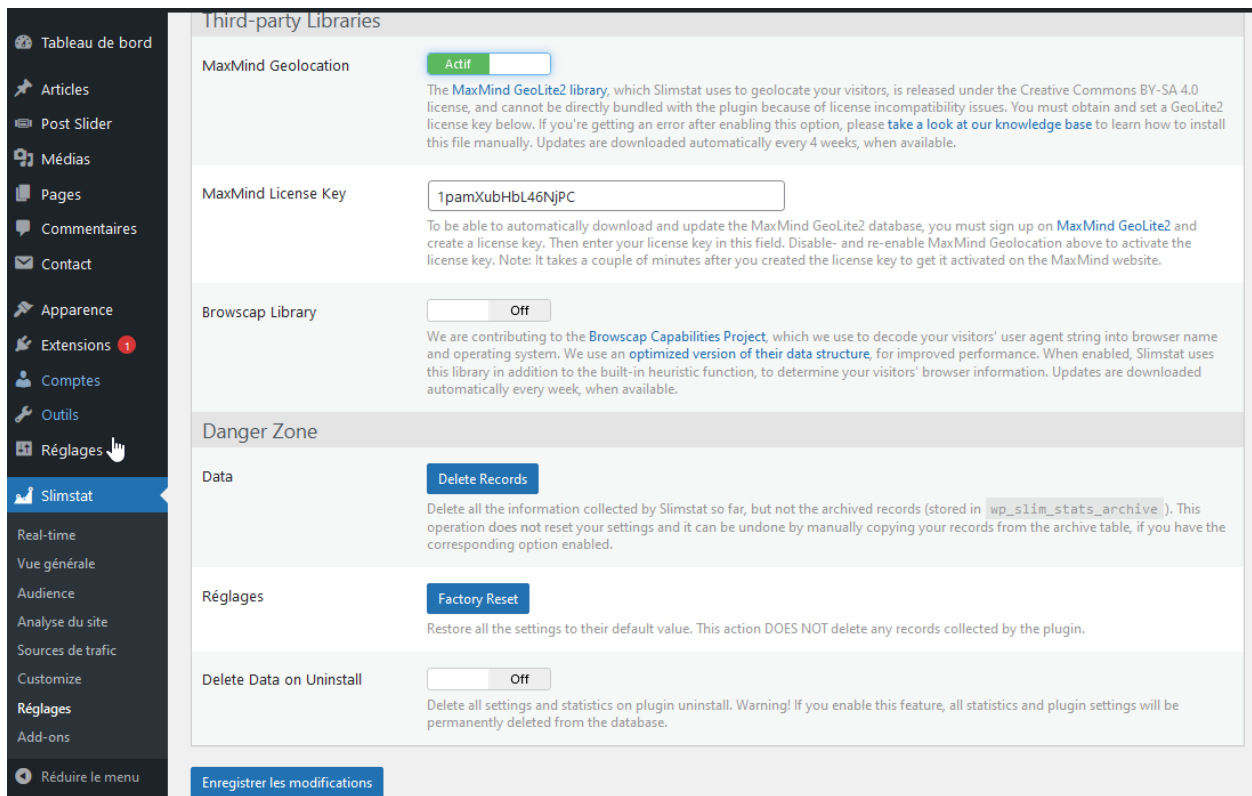 Tableau de bord
Articles
Post Slider
Médias
Pages
Commentaires
Contact
Apparence
Extensions 1
Comptes
Outils
Réglages
Slimstat
Real-time
Vue générale
Audience
Analyse du site
Sources de trafic
Customize
Réglages
Add-ons
Réduire le menu
Third-party Libraries
MaxMind Geolocation
Actif
The MaxMind GeoLite2 library, which Slimstat uses to geolocate your visitors, is released under the Creative Commons BY-SA 4.0
license, and cannot be directly bundled with the plugin because of license incompatibility issues. You must obtain and set a GeoLite2
license key below. If you're getting an error after enabling this option, please take a look at our knowledge base to learn how to install
this file manually. Updates are downloaded automatically every 4 weeks, when available.
MaxMind License Key
1pamXubHbL46NjPC
To be able to automatically download and update the MaxMind GeoLite2 database, you must sign up on MaxMind GeoLite2 and
create a license key. Then enter your license key in this field. Disable- and re-enable MaxMind Geolocation above to activate the
license key. Note: It takes a couple of minutes after you created the license key to get it activated on the MaxMind website.
Browscap Library
Off
We are contributing to the Browscap Capabilities Project, which we use to decode your visitors' user agent string into browser name
and operating system. We use an optimized version of their data structure, for improved performance. When enabled, Slimstat uses
this library in addition to the built-in heuristic function, to determine your visitors' browser information. Updates are downloaded
automatically every week, when available.
Danger Zone
Data
Delete Records
Delete all the information collected by Slimstat so far, but not the archived records (stored in wp_slim_stats_archive ). This
operation does not reset your settings and it can be undone by manually copying your records from the archive table, if you have the
corresponding option enabled.
Réglages
Factory Reset
Restore all the settings to their default value. This action DOES NOT delete any records collected by the plugin.
Delete Data on Uninstall
Off
Delete all settings and statistics on plugin uninstall. Warning! If you enable this feature, all statistics and plugin settings will be
permanently deleted from the database.
Enregistrer les modifications